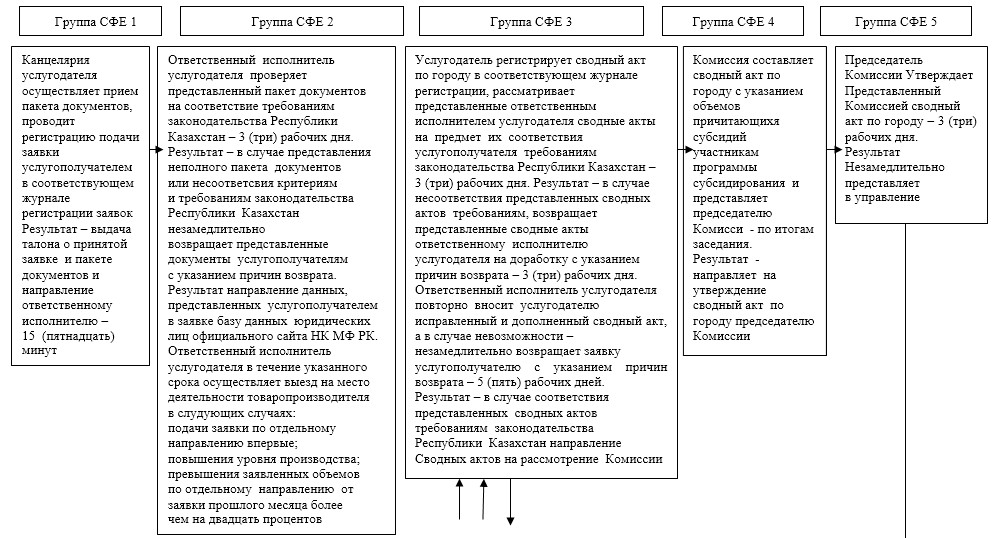 Группа СФЕ 1
Группа СФЕ 2
Группа СФЕ 3
Группа СФЕ 4
Группа СФЕ 5
Канцелярия
услугодателя
осуществляет прием
пакета документов,
проводит
регистрацию подачи
заявки
услугополучателем
в соответствующем
журнале
регистрации заявок
Результат – выдача
талона о принятой
заявке и пакете
документов и
направление
ответственному
исполнителю –
15 (пятнадцать)
минут
Ответственный исполнитель
услугодателя проверяет
представленный пакет документов
на соответствие требованиям
законодательства Республики
Казахстан – 3 (три) рабочих дня.
Результат – в случае представления
неполного пакета документов
или несоответсвия критериям
и требованиям законодательства
Республики Казахстан
незамедлительно
возвращает представленные
документы услугополучателям
с указанием причин возврата.
Результат направление данных,
представленных услугополучателем
в заявке базу данных юридических
лиц официального сайта НК МФ РК.
Ответственный исполнитель
услугодателя в течение указанного
срока осуществляет выезд на место
деятельности товаропроизводителя
в слудующих случаях:
подачи заявки по отдельному
направлению впервые;
повышения уровня производства;
превышения заявленных объемов
по отдельному направлению от
заявки прошлого месяца более
чем на двадцать процентов
Услугодатель регистрирует сводный акт
по городу в соответствующем журнале
регистрации, рассматривает
представленные ответственным
исполнителем услугодателя сводные акты
на предмет их соответствия
услугополучателя требованиям
законодательства Республики Казахстан –
3 (три) рабочих дня. Результат – в случае
несоответствия представленных сводных
актов требованиям, возвращает
представленные сводные акты
ответственному исполнителю
услугодателя на доработку с указанием
причин возврата – 3 (три) рабочих дня.
Ответственный исполнитель услугодателя
повторно вносит услугодателю
исправленный и дополненный сводный акт,
а в случае невозможности –
незамедлительно возвращает заявку
услугополучателю с указанием причин
возврата – 5 (пять) рабочих дней.
Результат – в случае соответствия
представленных сводных актов
требованиям законодательства
Республики Казахстан направление
Сводных актов на рассмотрение Комиссии
Комиссия составляет
сводный акт по
городу с указанием
объемов
причитающихя
субсидий
участникам
программы
субсидирования и
представляет
председателю
Комисси - по итогам
заседания.
Результат -
направляет на
утверждение
сводный акт по
городу председателю
Комиссии
Председатель
Комиссии Утверждает
Представленный
Комиссией сводный
акт по городу – 3 (три)
рабочих дня.
Результат
Незамедлительно
представляет
в управление